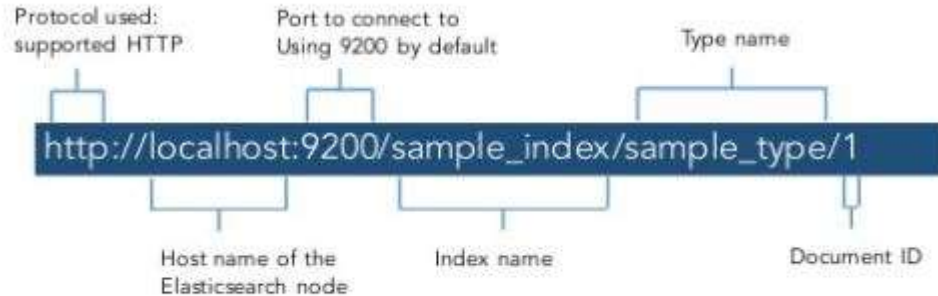 Protocol used:
supported HTTP
Port to connect to
Using 9200 by default
Type name
http://localhost:9200/sample_index/sample_type/1
Host name of the
Elasticsearch node
Index name
Document ID